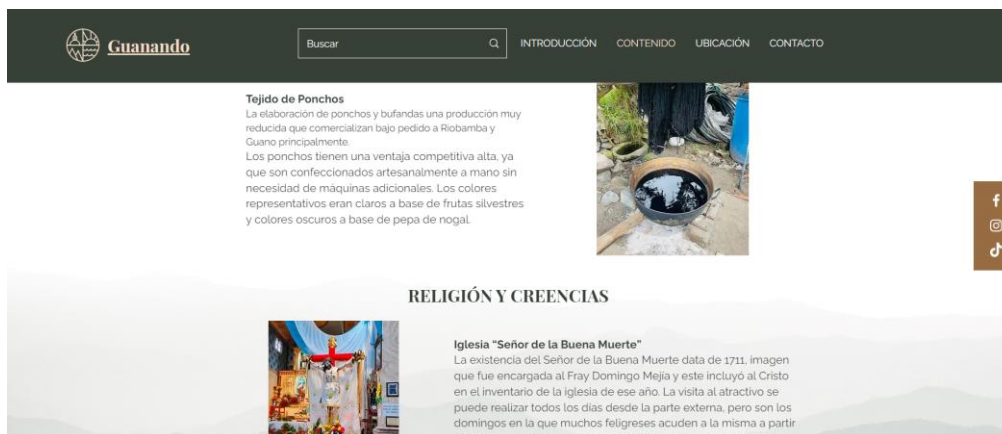 Guanando
Buscar
INTRODUCCIÓN
CONTENIDO
UBICACIÓN
CONTACTO
Tejido de Ponchos
La elaboración de ponchos y bufandas una producción muy
reducida que comercializan bajo pedido a Riobamba y
Guano principalmente.
Los ponchos tienen una ventaja competitiva alta, ya
que son confeccionados artesanalmente a mano sin
necesidad de máquinas adicionales. Los colores
representativos eran claros a base de frutas silvestres
y colores oscuros a base de pepa de nogal.
RELIGIÓN Y CREENCIAS
Iglesia "Señor de la Buena Muerte"
La existencia del Señor de la Buena Muerte data de 1711, imagen
que fue encargada al Fray Domingo Mejía y este incluyó al Cristo
en el inventario de la iglesia de ese año. La visita al atractivo se
puede realizar todos los días desde la parte externa, pero son los
domingos en la que muchos feligreses acuden a la misma a partir